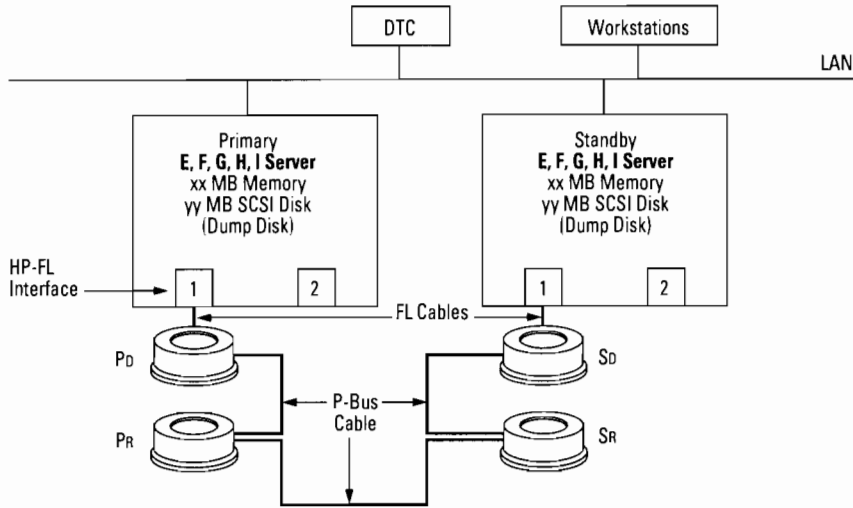 DTC
Workstations
LAN
Primary
E, F, G, H, I Server
xx MB Memory
yy MB SCSI Disk
(Dump Disk)
Standby
E, F, G, H, I Server
xx MB Memory
yy MB SCSI Disk
(Dump Disk)
HP-FL
Interface
1
2
1
2
FL Cables
PD
SD
P-Bus
Cable
PR
SR